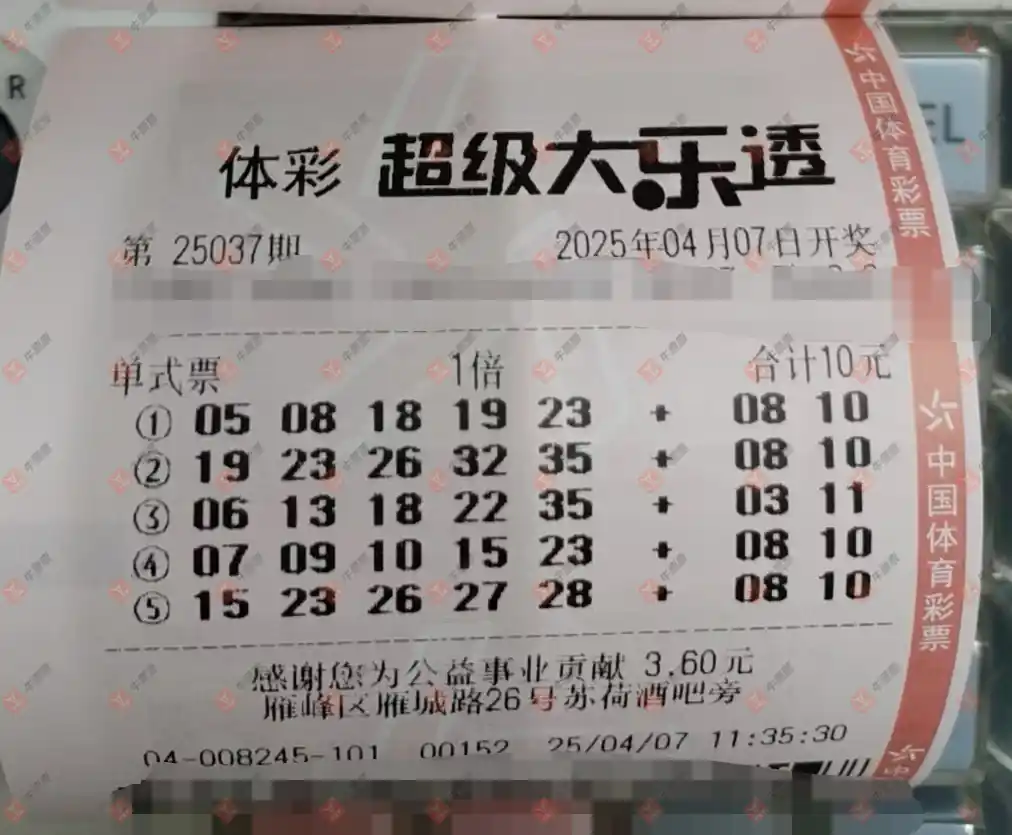 R
EL
体彩 超级大乐透
第 25037期 2025年04月07日开奖
单式票 1倍 合计10元
① 05 08 18 19 23 + 08 10
② 19 23 26 32 35 + 08 10
③ 06 13 18 22 35 + 03 11
④ 07 09 10 15 23 + 08 10
⑤ 15 23 26 27 28 + 08 10
感谢您为公益事业贡献 3.60元
雁峰区雁城路26号苏荷酒吧旁
04-008245-101 00152 25/04/07 11:35:30
中国体育彩票
中国体育彩票
中